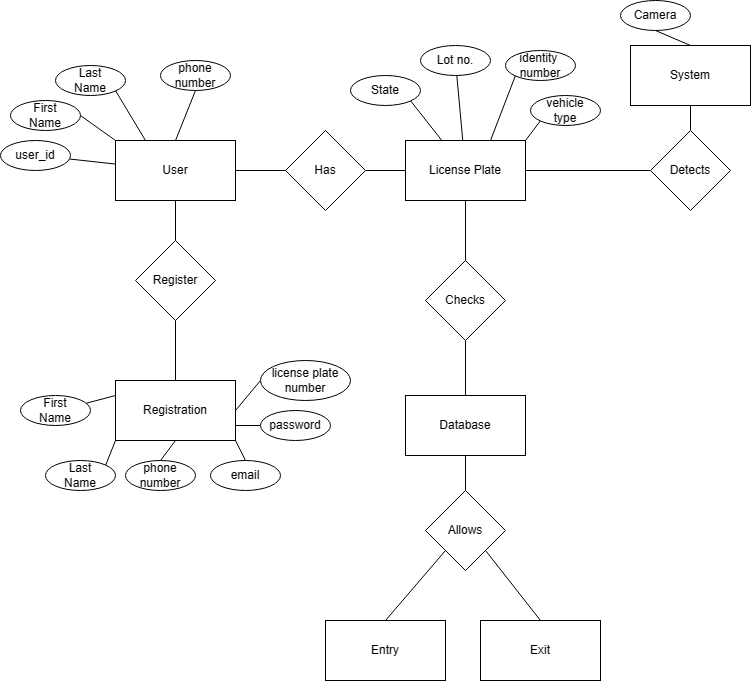 Camera
System
Last
Name
phone
number
Lot no.
identity
number
State
First
Name
vehicle
type
user_id
User
Has
License Plate
Detects
Register
Checks
license plate
number
First
Name
Registration
password
Database
Last
Name
phone
number
email
Allows
Entry
Exit